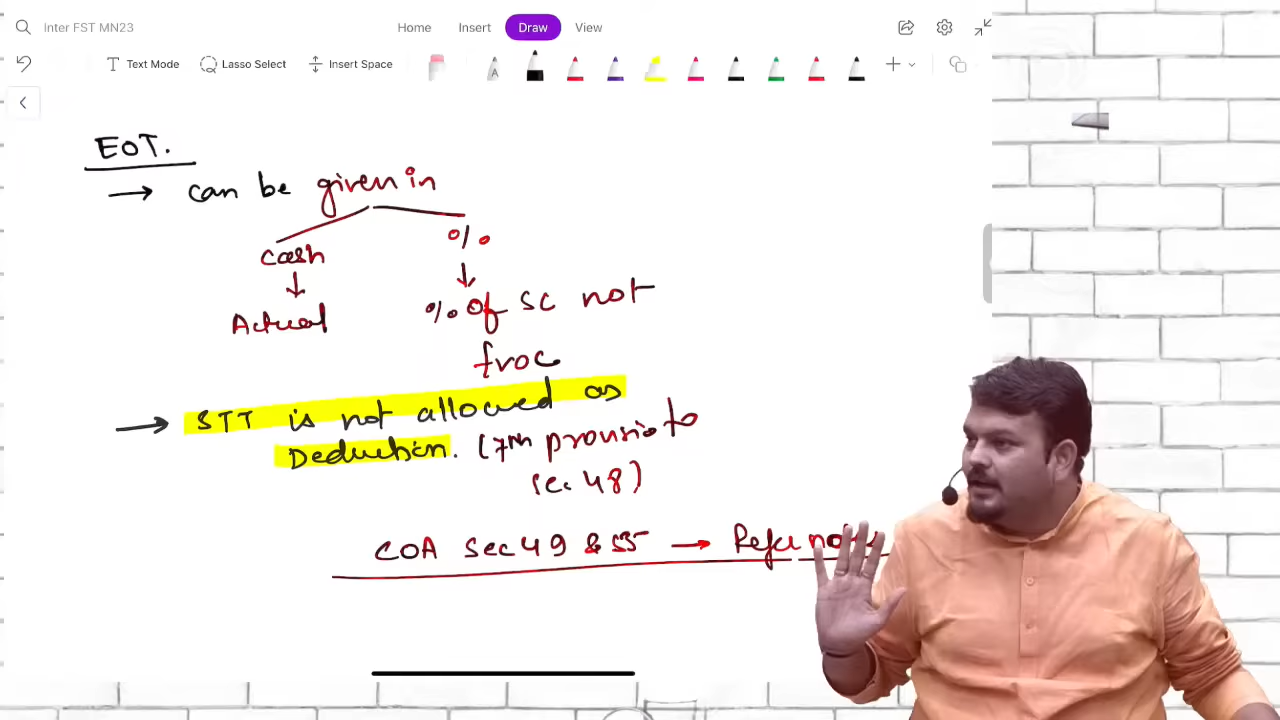 Inter FST MN23
Home Insert Draw View
Text Mode Lasso Select Insert Space
A
EOT.
→ can be given in
cash %
↓ ↓
Actual % of SC not
fvoc
→ STT is not allowed as
Deduction. (7th provision to
sec 48)
COA Sec 49 & 55 → Refer